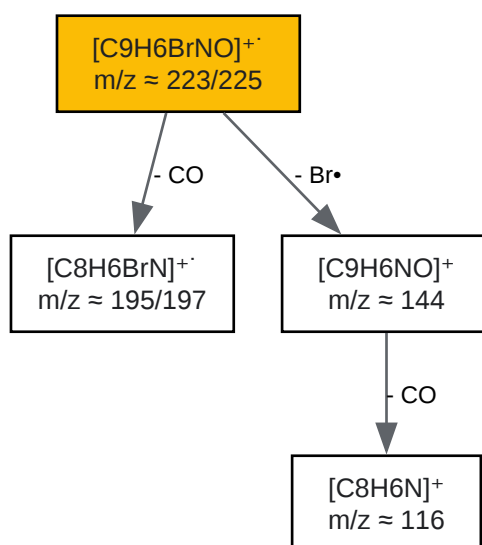 [C9H6BrNO]⁺˙
m/z ≈ 223/225
- CO
- Br•
[C8H6BrN]⁺˙
m/z ≈ 195/197
[C9H6NO]⁺
m/z ≈ 144
- CO
[C8H6N]⁺
m/z ≈ 116